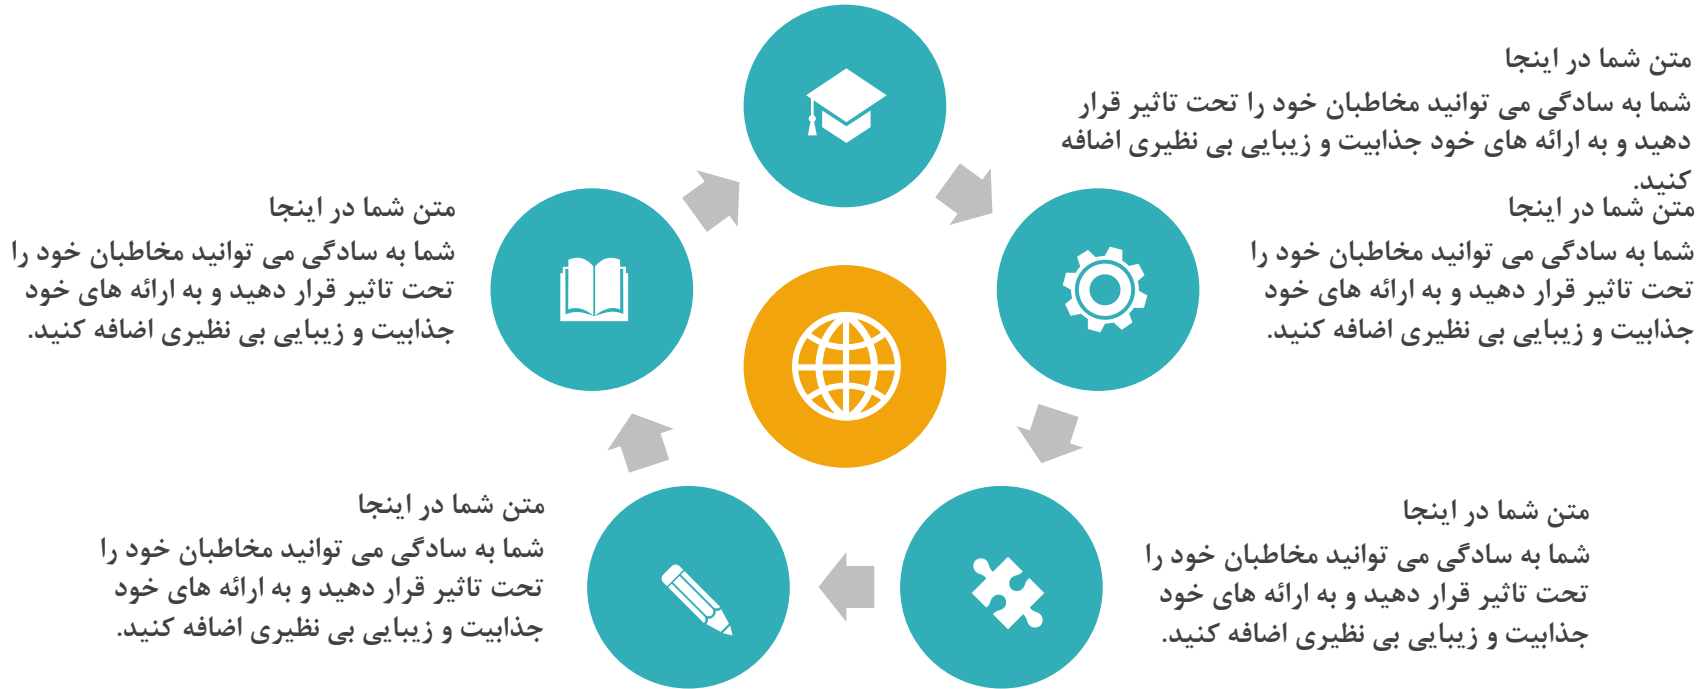 متن شما در اینجا
شما به سادگی می توانید مخاطبان خود را تحت تاثیر قرار
دهید و به ارائه های خود جذابیت و زیبایی بی نظیری اضافه
کنید.
متن شما در اینجا
شما به سادگی می توانید مخاطبان خود را
تحت تاثیر قرار دهید و به ارائه های خود
جذابیت و زیبایی بی نظیری اضافه کنید.
متن شما در اینجا
شما به سادگی می توانید مخاطبان خود را
تحت تاثیر قرار دهید و به ارائه های خود
جذابیت و زیبایی بی نظیری اضافه کنید.
متن شما در اینجا
شما به سادگی می توانید مخاطبان خود را
تحت تاثیر قرار دهید و به ارائه های خود
جذابیت و زیبایی بی نظیری اضافه کنید.
متن شما در اینجا
شما به سادگی می توانید مخاطبان خود را
تحت تاثیر قرار دهید و به ارائه های خود
جذابیت و زیبایی بی نظیری اضافه کنید.